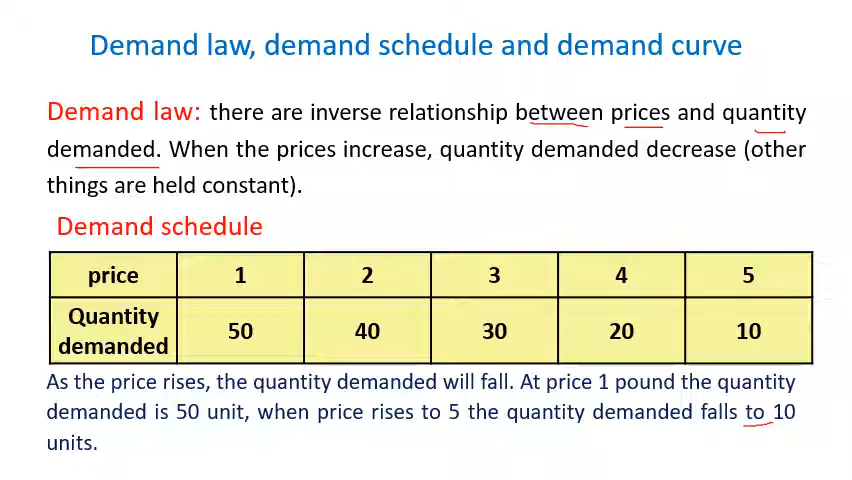 Demand law, demand schedule and demand curve
Demand law: there are inverse relationship between prices and quantity
demanded. When the prices increase, quantity demanded decrease (other
things are held constant).
Demand schedule
price 1 2 3 4 5
Quantity demanded 50 40 30 20 10
As the price rises, the quantity demanded will fall. At price 1 pound the quantity
demanded is 50 unit, when price rises to 5 the quantity demanded falls to 10
units.